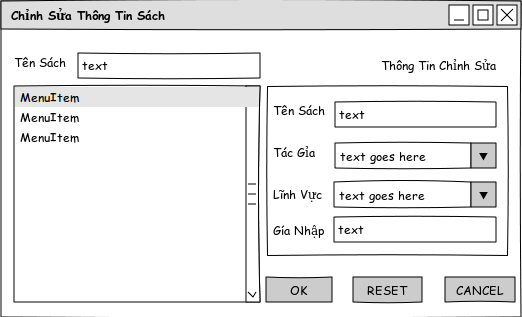 Chỉnh Sửa Thông Tin Sách
Tên Sách
text
Thông Tin Chỉnh Sửa
MenuItem
MenuItem
MenuItem
Tên Sách
text
Tác Gỉa
text goes here
Lĩnh Vực
text goes here
Gía Nhập
text
OK
RESET
CANCEL